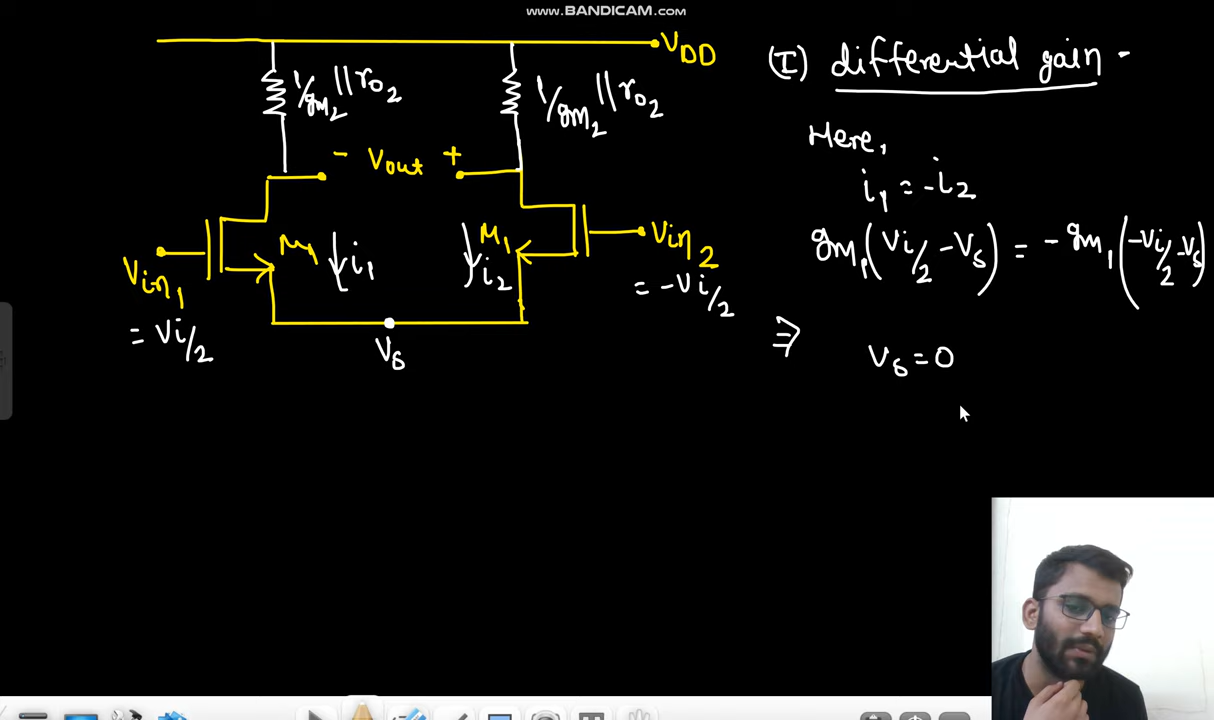 www.BANDICAM.com
VDD
1/gm2 || ro2
1/gm2 || ro2
- Vout +
Vin1
= Vi/2
M1
i1
M1
i2
Vin2
= -Vi/2
Vs
(I) differential gain -
Here,
i1 = -i2
gm1(Vi/2 - Vs) = -gm1(-Vi/2 - Vs)
⇒ Vs = 0